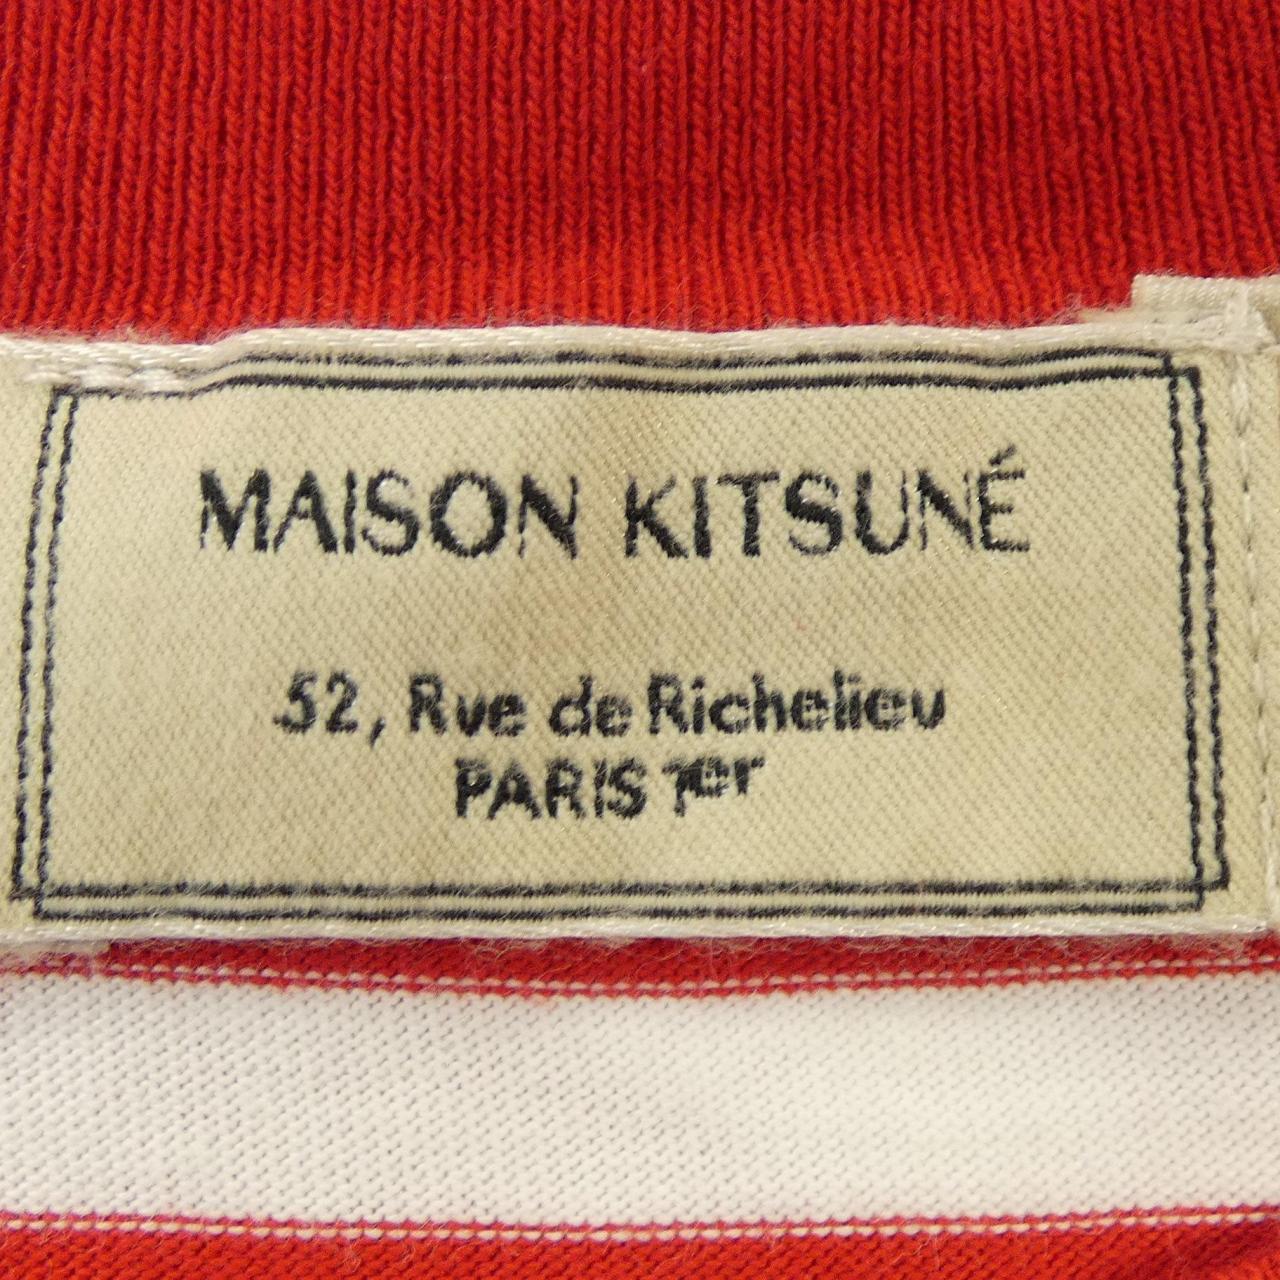 MAISON KITSUNÉ
52, Rue de Richelieu
PARIS 1er